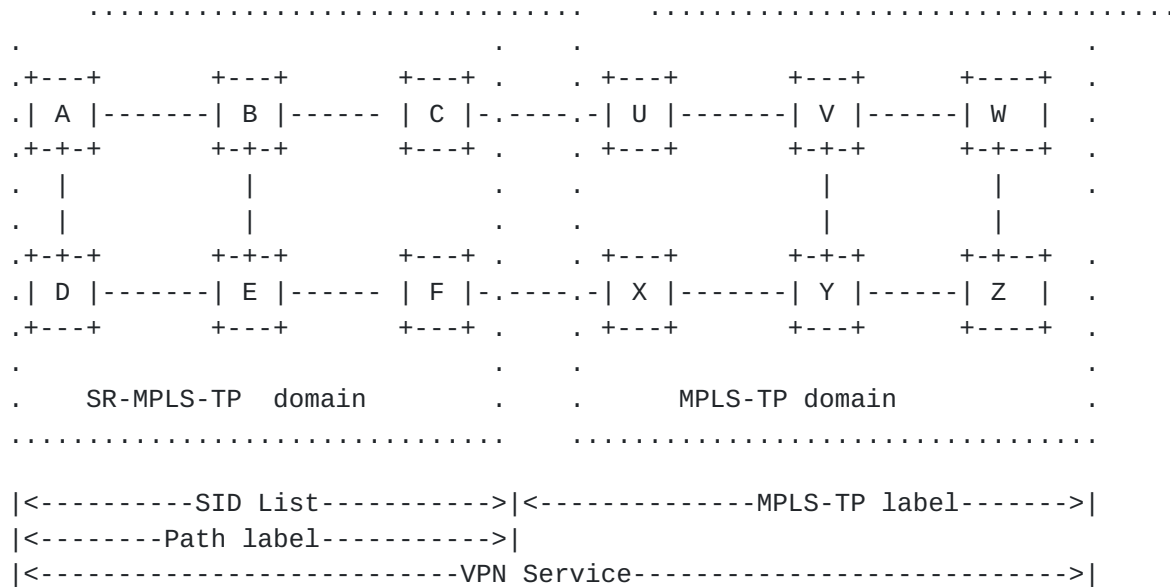 ..............................    ..................................
.                             .    .                                .
.+---+       +---+       +---+ .    . +---+       +---+      +----+  .
.| A |-------| B |------ | C |-.----.-| U |-------| V |------| W  |  .
.+-+-+       +-+-+       +---+ .    . +---+       +-+-+      +-+--+  .
.  |           |               .    .               |          |     .
.  |           |               .    .               |          |
.+-+-+       +-+-+       +---+ .    . +---+       +-+-+      +-+--+  .
.| D |-------| E |------ | F |-.----.-| X |-------| Y |------| Z  |  .
.+---+       +---+       +---+ .    . +---+       +---+      +----+  .
.                              .    .                                .
.    SR-MPLS-TP  domain        .    .      MPLS-TP domain            .
................................    ..................................
|<----------SID List----------->|<--------------MPLS-TP label------->|
|<--------Path label----------->|
|<---------------------------VPN Service---------------------------->|